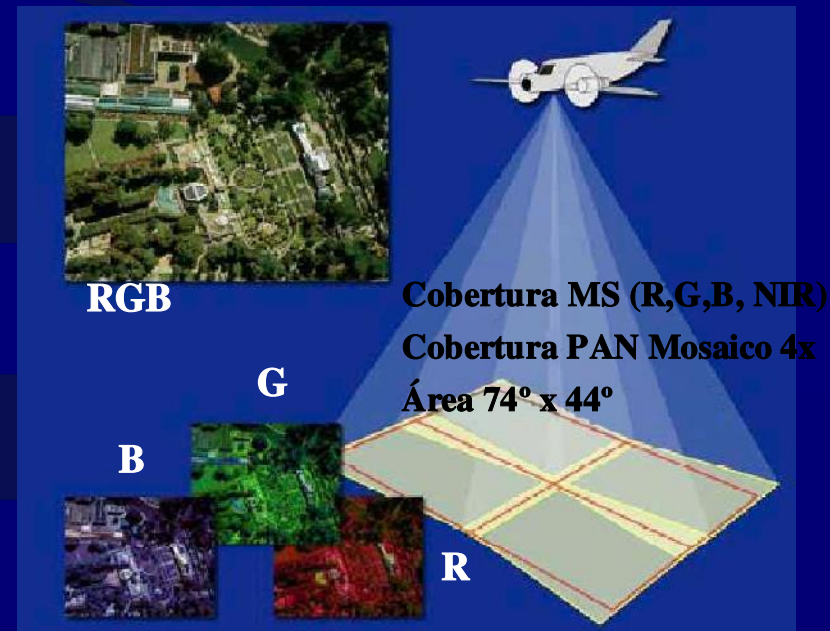 RGB
Cobertura MS (R,G,B, NIR)
Cobertura PAN Mosaico 4x
Área 74º x 44º
G
B
R